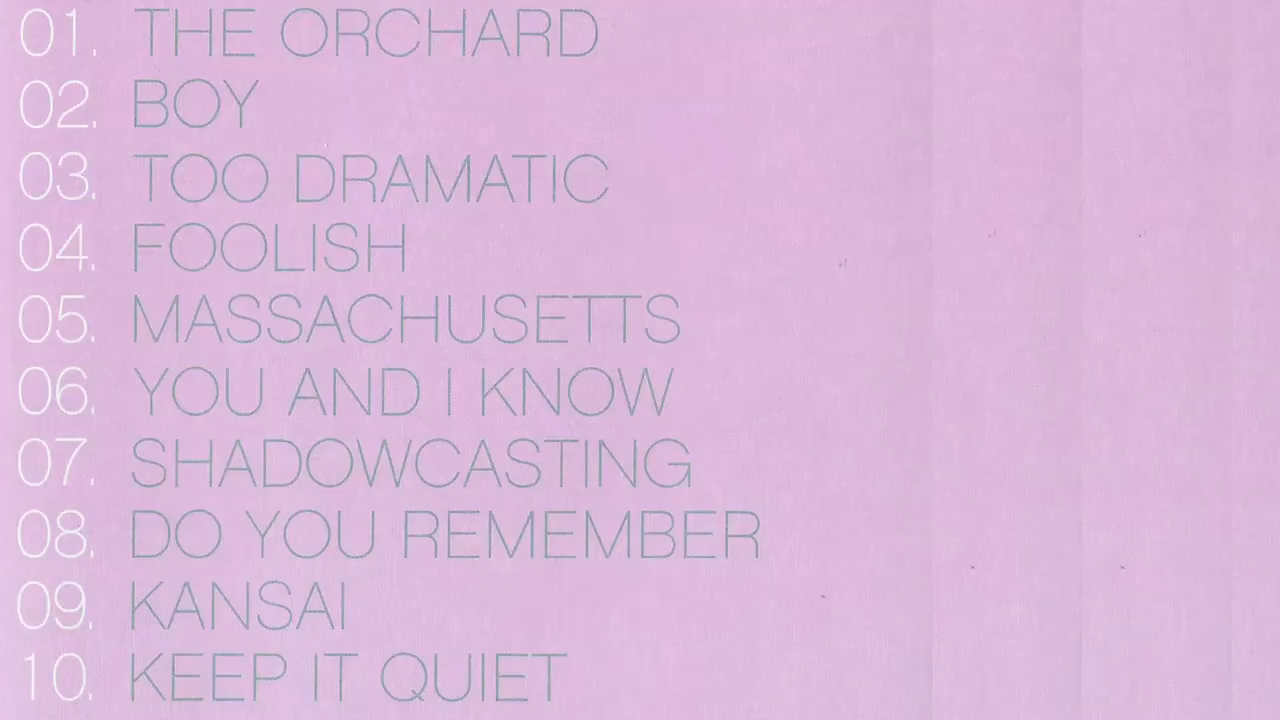 01. THE ORCHARD
02. BOY
03. TOO DRAMATIC
04. FOOLISH
05. MASSACHUSETTS
06. YOU AND I KNOW
07. SHADOWCASTING
08. DO YOU REMEMBER
09. KANSAI
10. KEEP IT QUIET